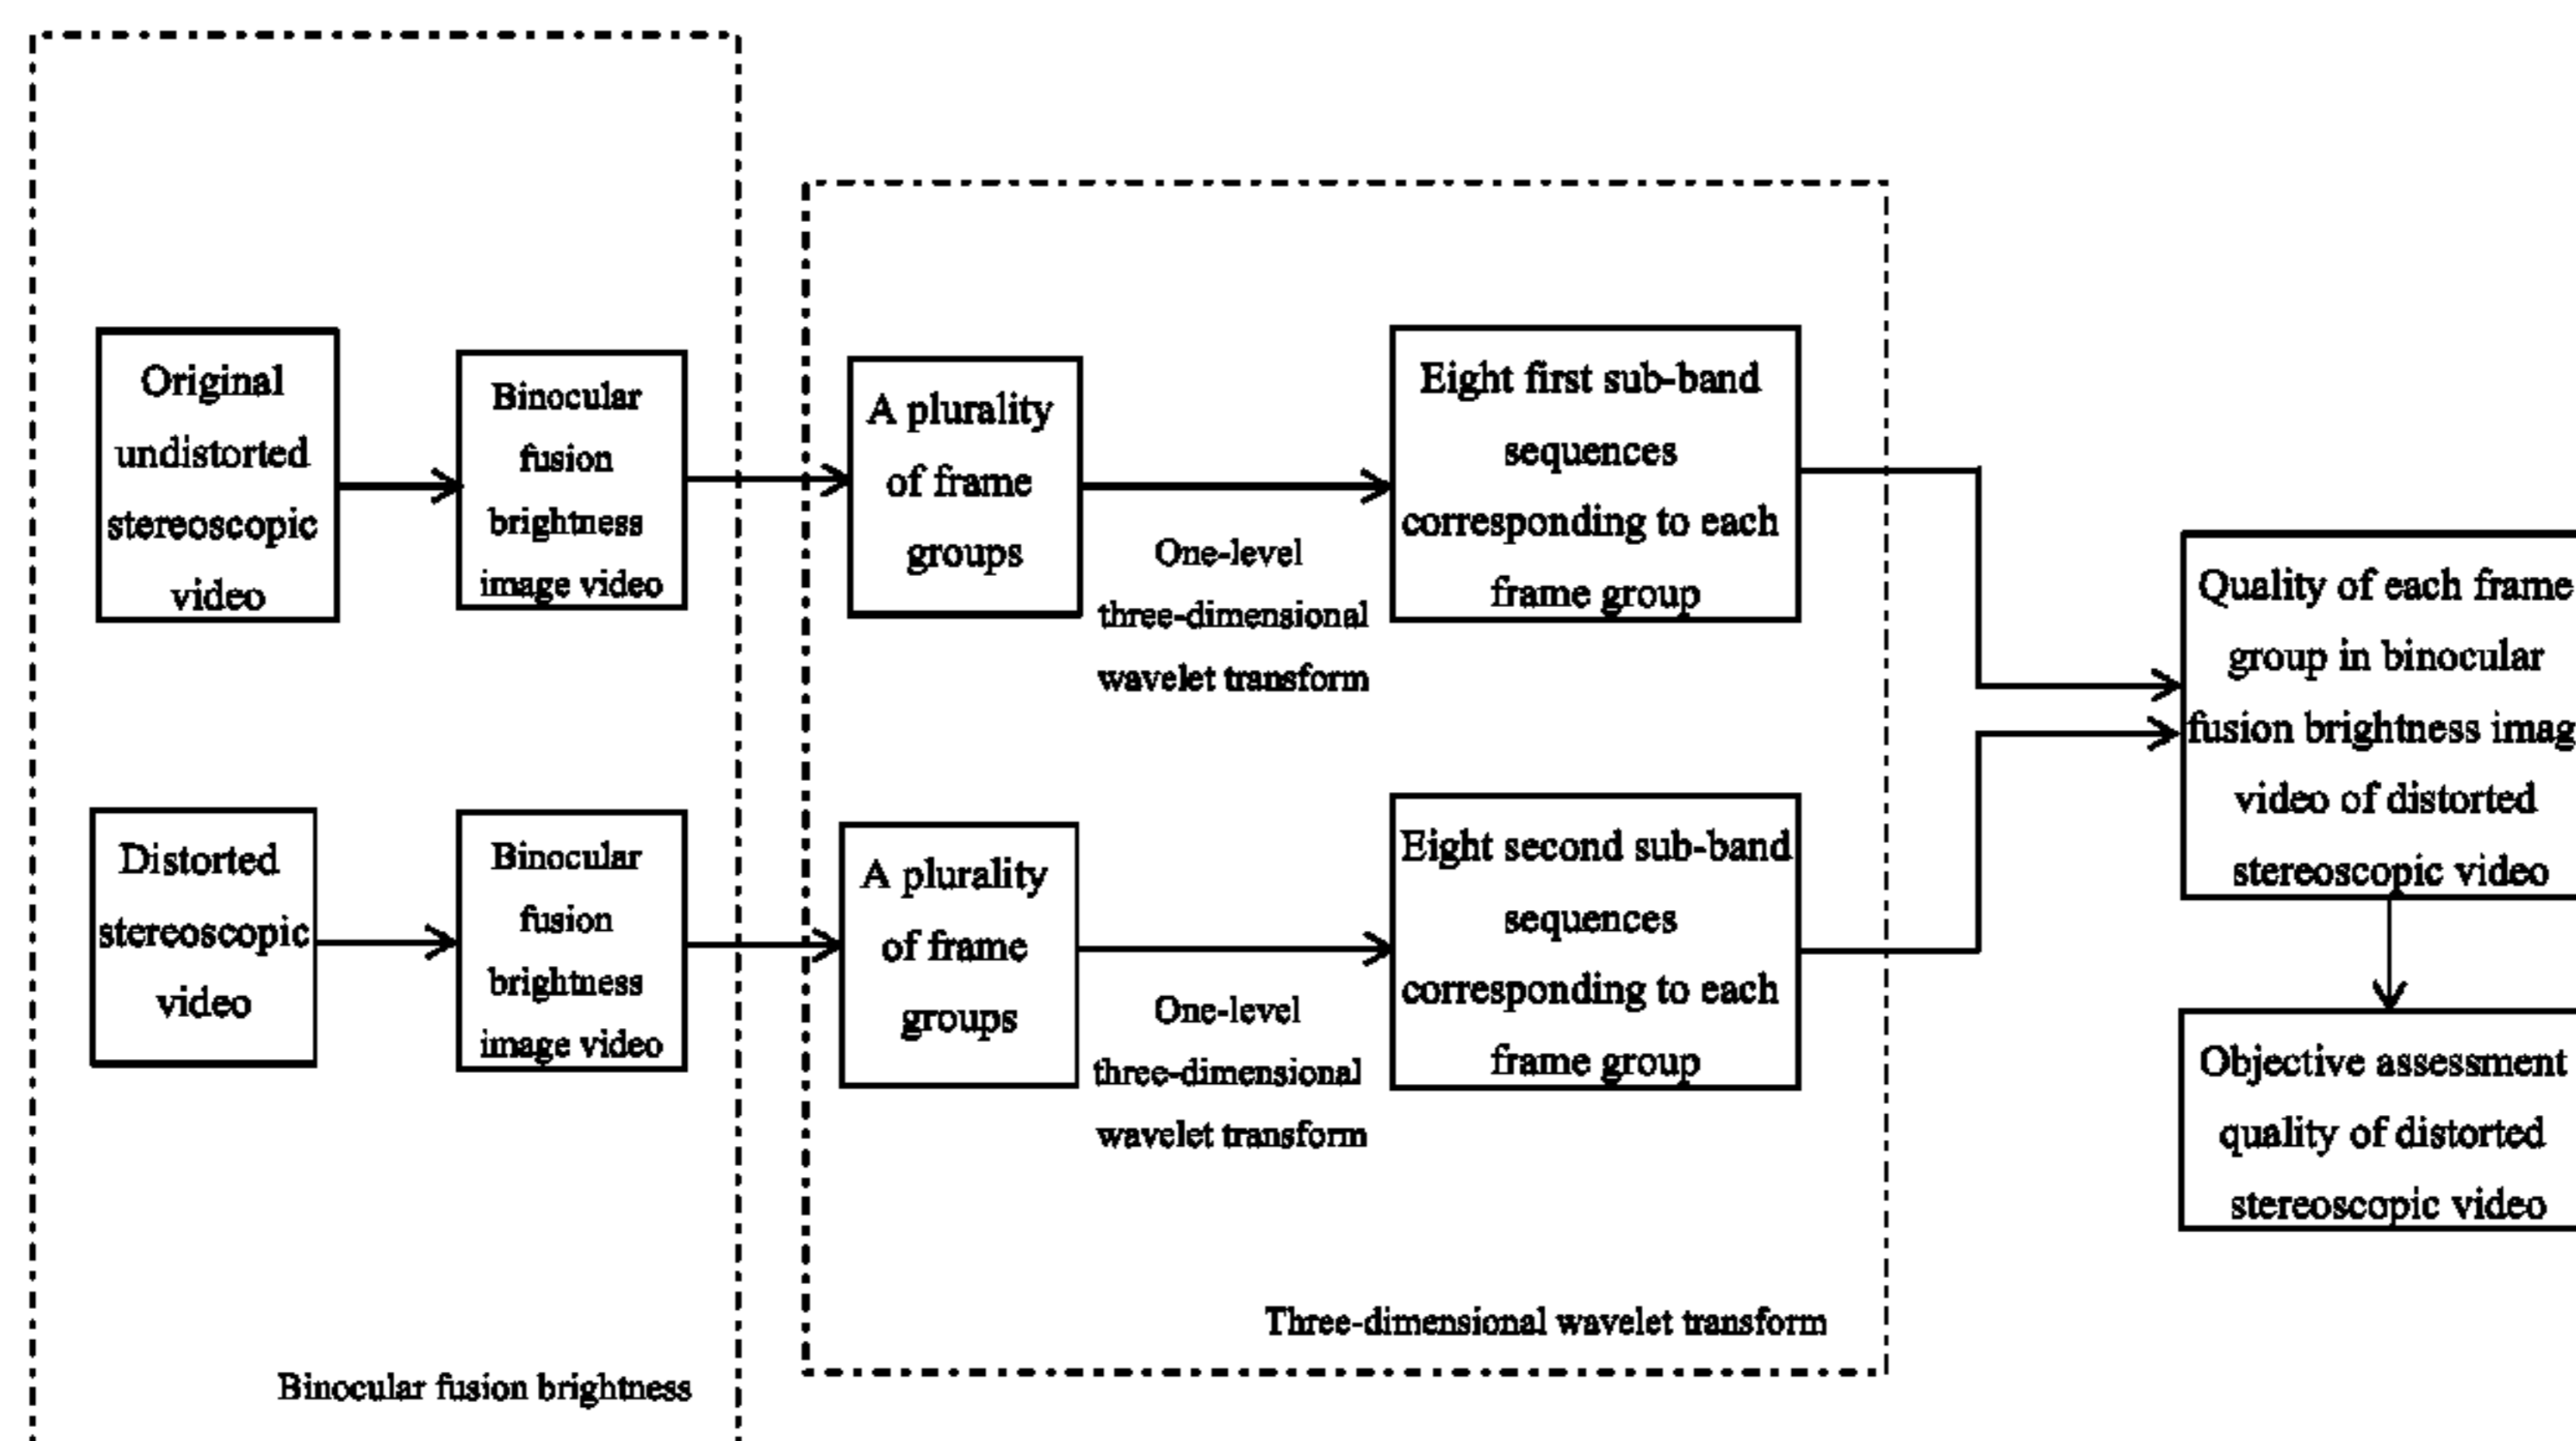 Original
undistorted
stereoscopic
video
Binocular
fusion
brightness
image video
A plurality
of frame
groups
One-level
three-dimensional
wavelet transform
Eight first sub-band
sequences
corresponding to each
frame group
Distorted
stereoscopic
video
Binocular
fusion
brightness
image video
A plurality
of frame
groups
One-level
three-dimensional
wavelet transform
Eight second sub-band
sequences
corresponding to each
frame group
Quality of each frame
group in binocular
fusion brightness imag
video of distorted
stereoscopic video
Objective assessment
quality of distorted
stereoscopic video
Three-dimensional wavelet transform
Binocular fusion brightness